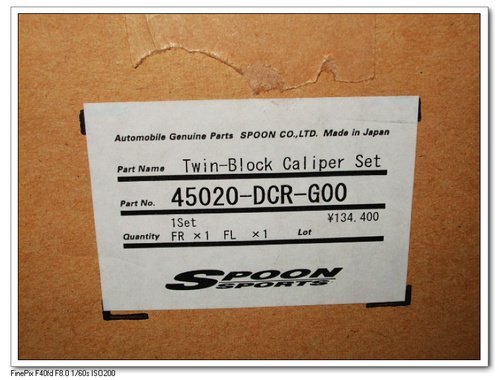 Automobile Genuine Parts SPOON CO.,LTD. Made in Japan
Part Name Twin-Block Caliper Set
Part No. 45020-DCR-G00
1Set ¥134.400
Quantity FR ×1 FL ×1 Lot
SPOON
SPORTS
FinePix F40fd F8.0 1/60s ISO200